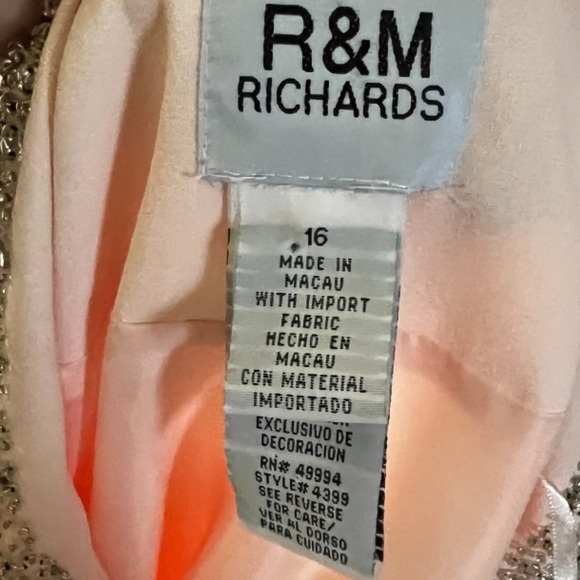 R&M
RICHARDS
16
MADE IN
MACAU
WITH IMPORT
FABRIC
HECHO EN
MACAU
CON MATERIAL
IMPORTADO
EXCLUSIVO DE
DECORACION
RN# 49994
STYLE# 4399
SEE REVERSE
FOR CARE/
VER AL DORSO
PARA CUIDADO